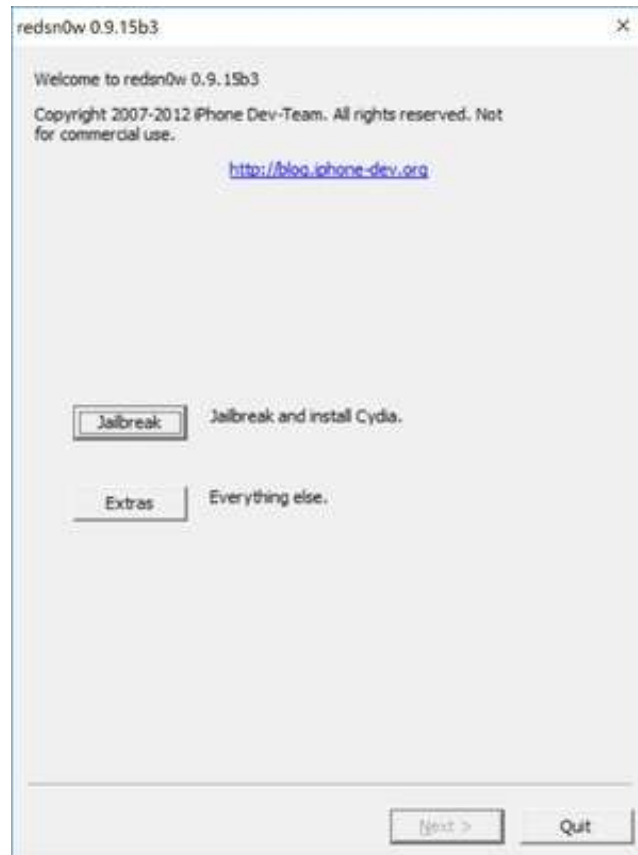 redsn0w 0.9.15b3
Welcome to redsn0w 0.9.15b3
Copyright 2007-2012 iPhone Dev-Team. All rights reserved. Not
for commercial use.
http://blog.iphone-dev.org
Jailbreak
Jailbreak and install Cydia.
Extras
Everything else.
Next >
Quit